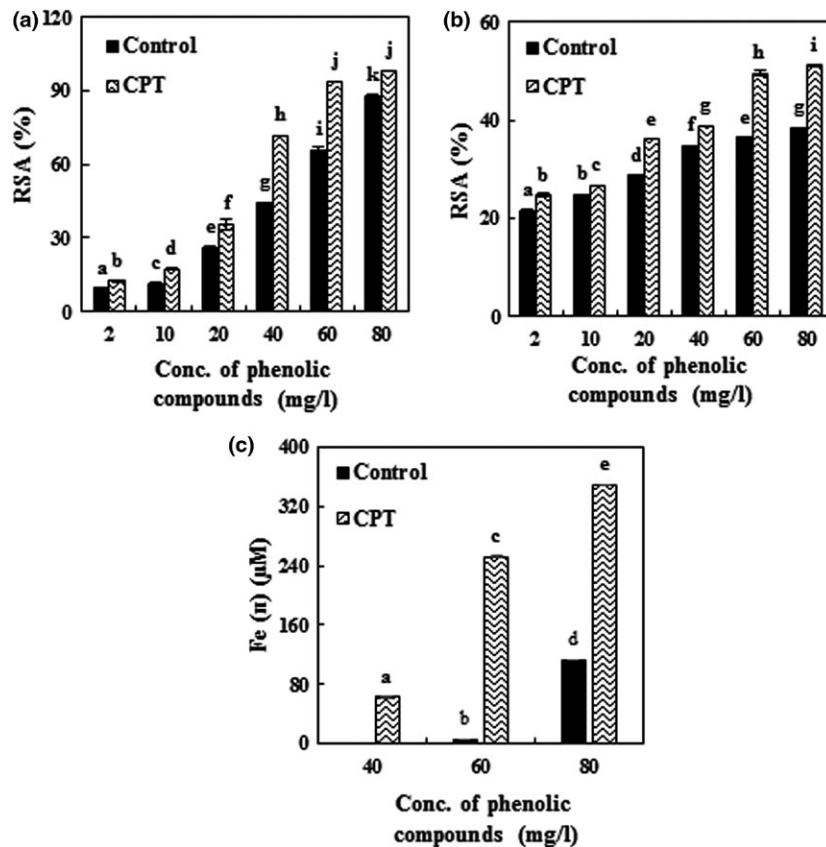 (a)
120
90
60
30
0
RSA (%)
Control
CPT
a b c d e f g h i j k j
2 10 20 40 60 80
Conc. of phenolic
compounds (mg/l)
(b)
60
40
20
0
RSA (%)
Control
CPT
a b b c d e f g e h g i
2 10 20 40 60 80
Conc. of phenolic
compounds (mg/l)
(c)
400
320
240
160
80
0
Fe (п) (µM)
Control
CPT
a b c d e
40 60 80
Conc. of phenolic
compounds (mg/l)